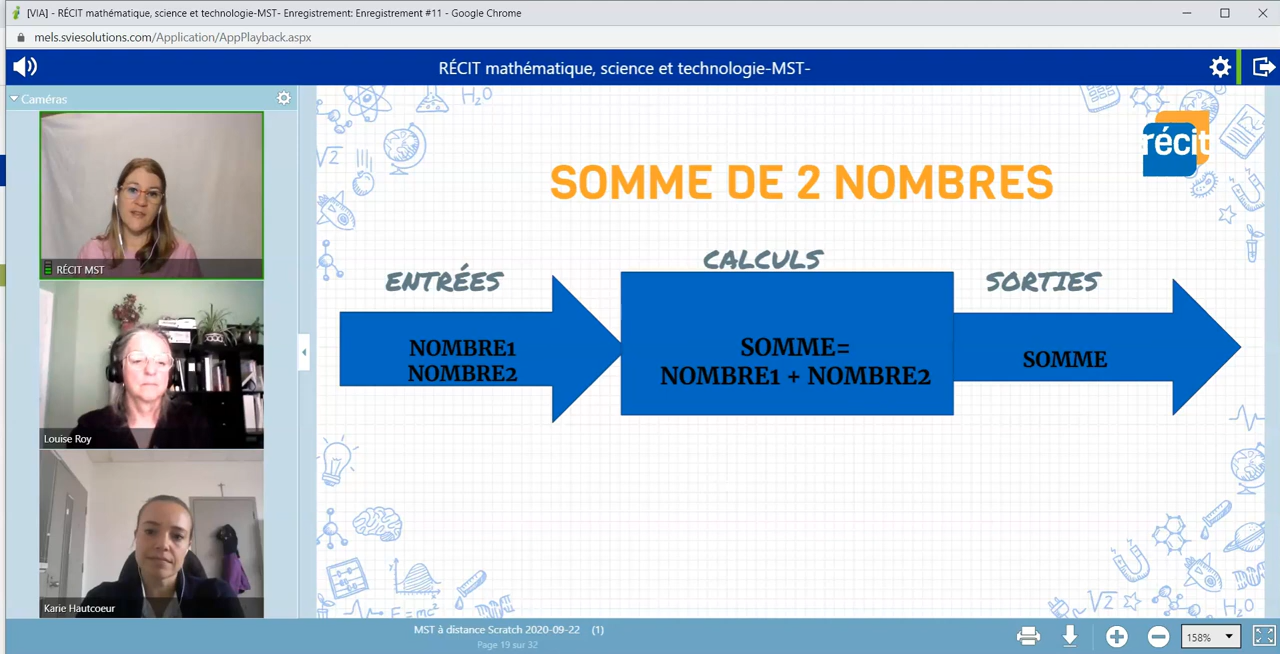 [VIA] - RÉCIT mathématique, science et technologie-MST- Enregistrement: Enregistrement #11 - Google Chrome
mels.sviesolutions.com/Application/AppPlayback.aspx
RÉCIT mathématique, science et technologie-MST-
Caméras
RÉCIT MST
Louise Roy
Karie Hautcoeur
H₂O
√2
récit
SOMME DE 2 NOMBRES
ENTRÉES
CALCULS
SORTIES
NOMBRE1
NOMBRE2
SOMME=
NOMBRE1 + NOMBRE2
SOMME
E=mc²
√2
H₂O
MST à distance Scratch 2020-09-22 (1)
Page 19 sur 32
158%